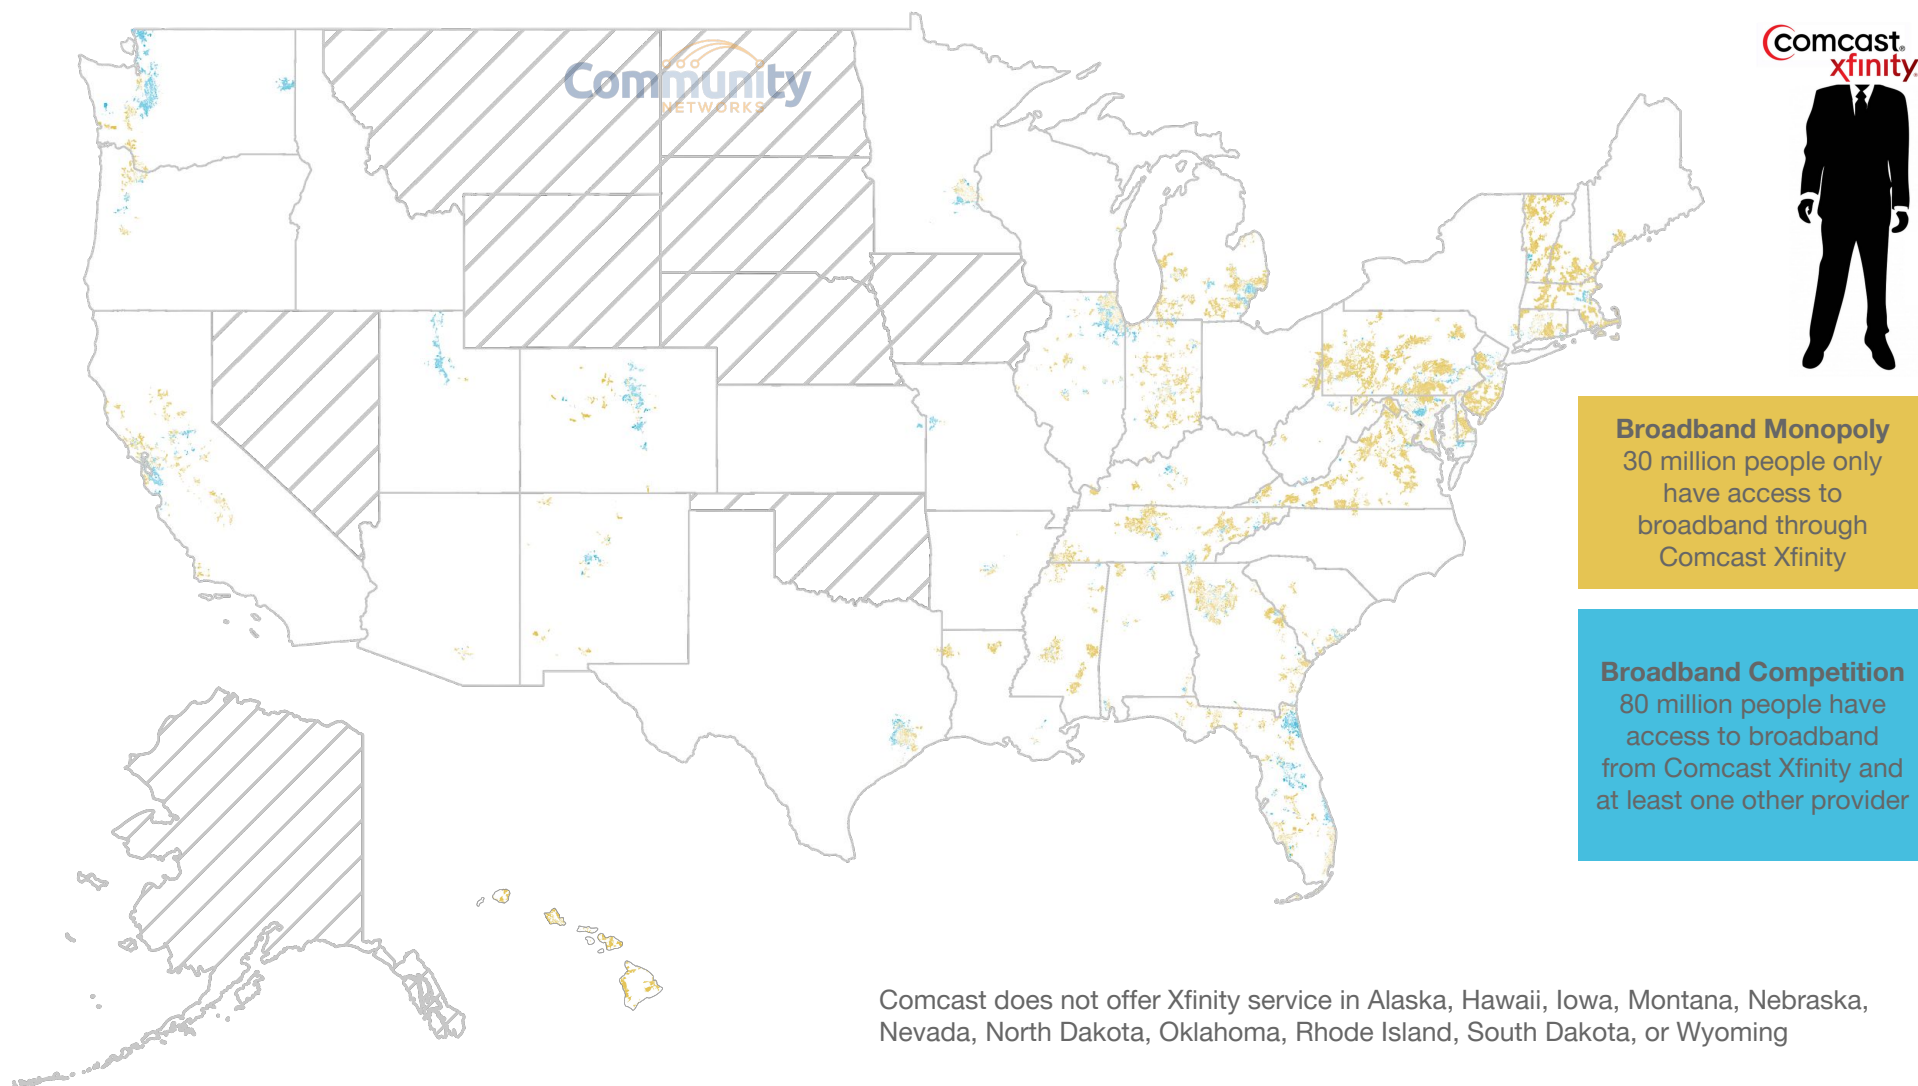 Community
NETWORKS
comcast
xfinity
Broadband Monopoly
30 million people only
have access to
broadband through
Comcast Xfinity
Broadband Competition
80 million people have
access to broadband
from Comcast Xfinity and
at least one other provider
Comcast does not offer Xfinity service in Alaska, Hawaii, Iowa, Montana, Nebraska,
Nevada, North Dakota, Oklahoma, Rhode Island, South Dakota, or Wyoming